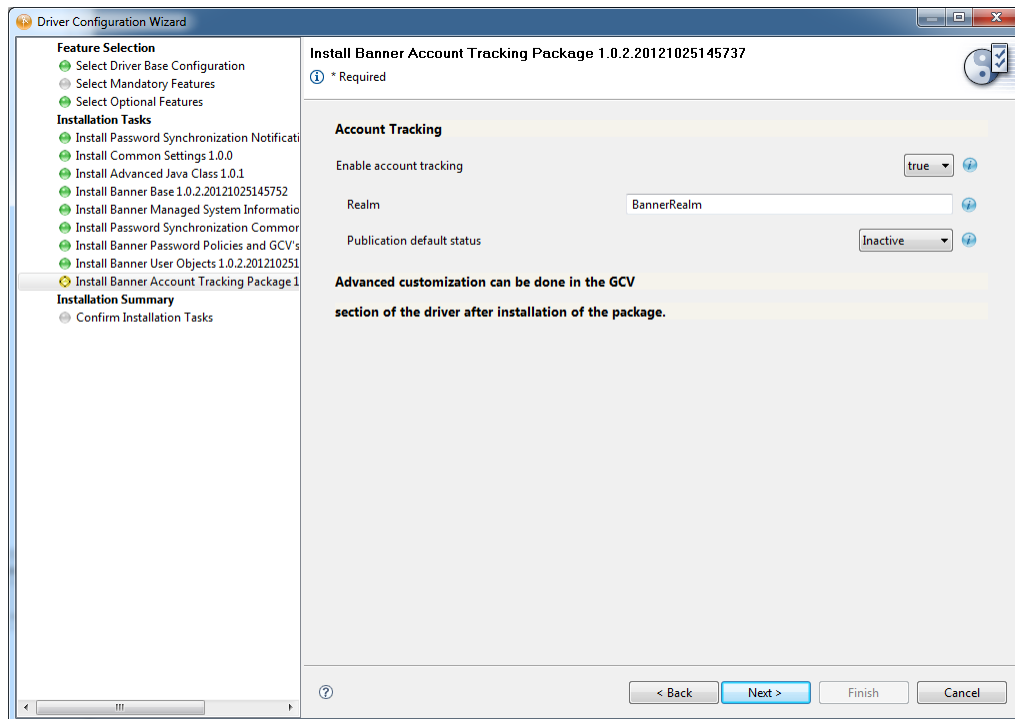 Driver Configuration Wizard
Feature Selection
Select Driver Base Configuration
Select Mandatory Features
Select Optional Features
Installation Tasks
Install Password Synchronization Notificati
Install Common Settings 1.0.0
Install Advanced Java Class 1.0.1
Install Banner Base 1.0.2.20121025145752
Install Banner Managed System Informatio
Install Password Synchronization Common
Install Banner Password Policies and GCV's
Install Banner User Objects 1.0.2.201210251
Install Banner Account Tracking Package 1
Installation Summary
Confirm Installation Tasks
Install Banner Account Tracking Package 1.0.2.20121025145737
* Required
Account Tracking
Enable account tracking
true
Realm
BannerRealm
Publication default status
Inactive
Advanced customization can be done in the GCV
section of the driver after installation of the package.
< Back
Next >
Finish
Cancel